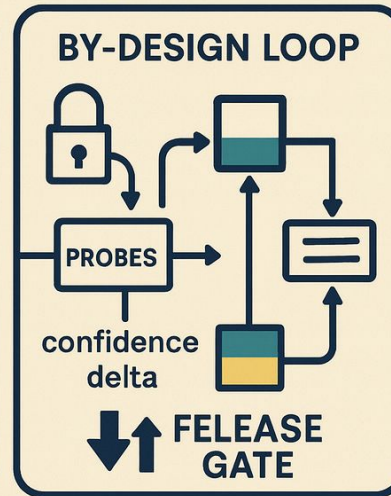 BY-DESIGN LOOP
PROBES
confidence
delta
FELEASE
GATE